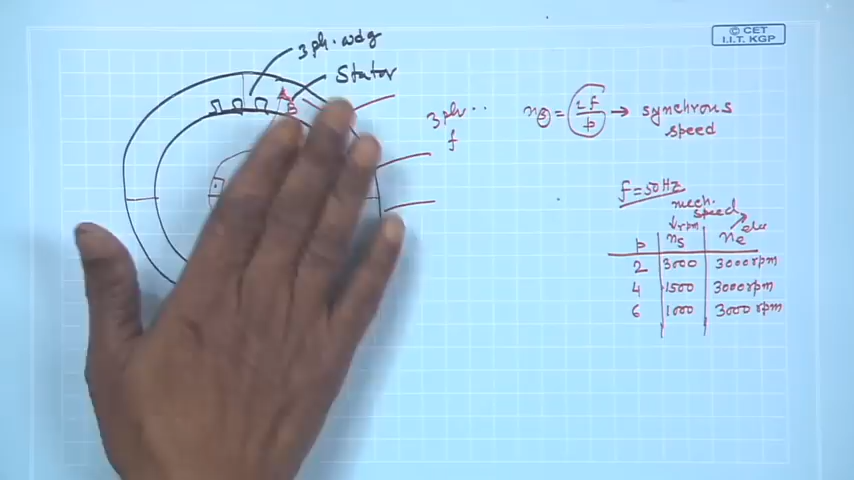 © CET
I.I.T. KGP
3 ph. wdg
Stator
B
3 ph..
f
ns = 2f/p → synchrous speed
f = 50 Hz
mech. speed
rpm
elec
p ns ne
2 3000 3000 rpm
4 1500 3000 rpm
6 1000 3000 rpm